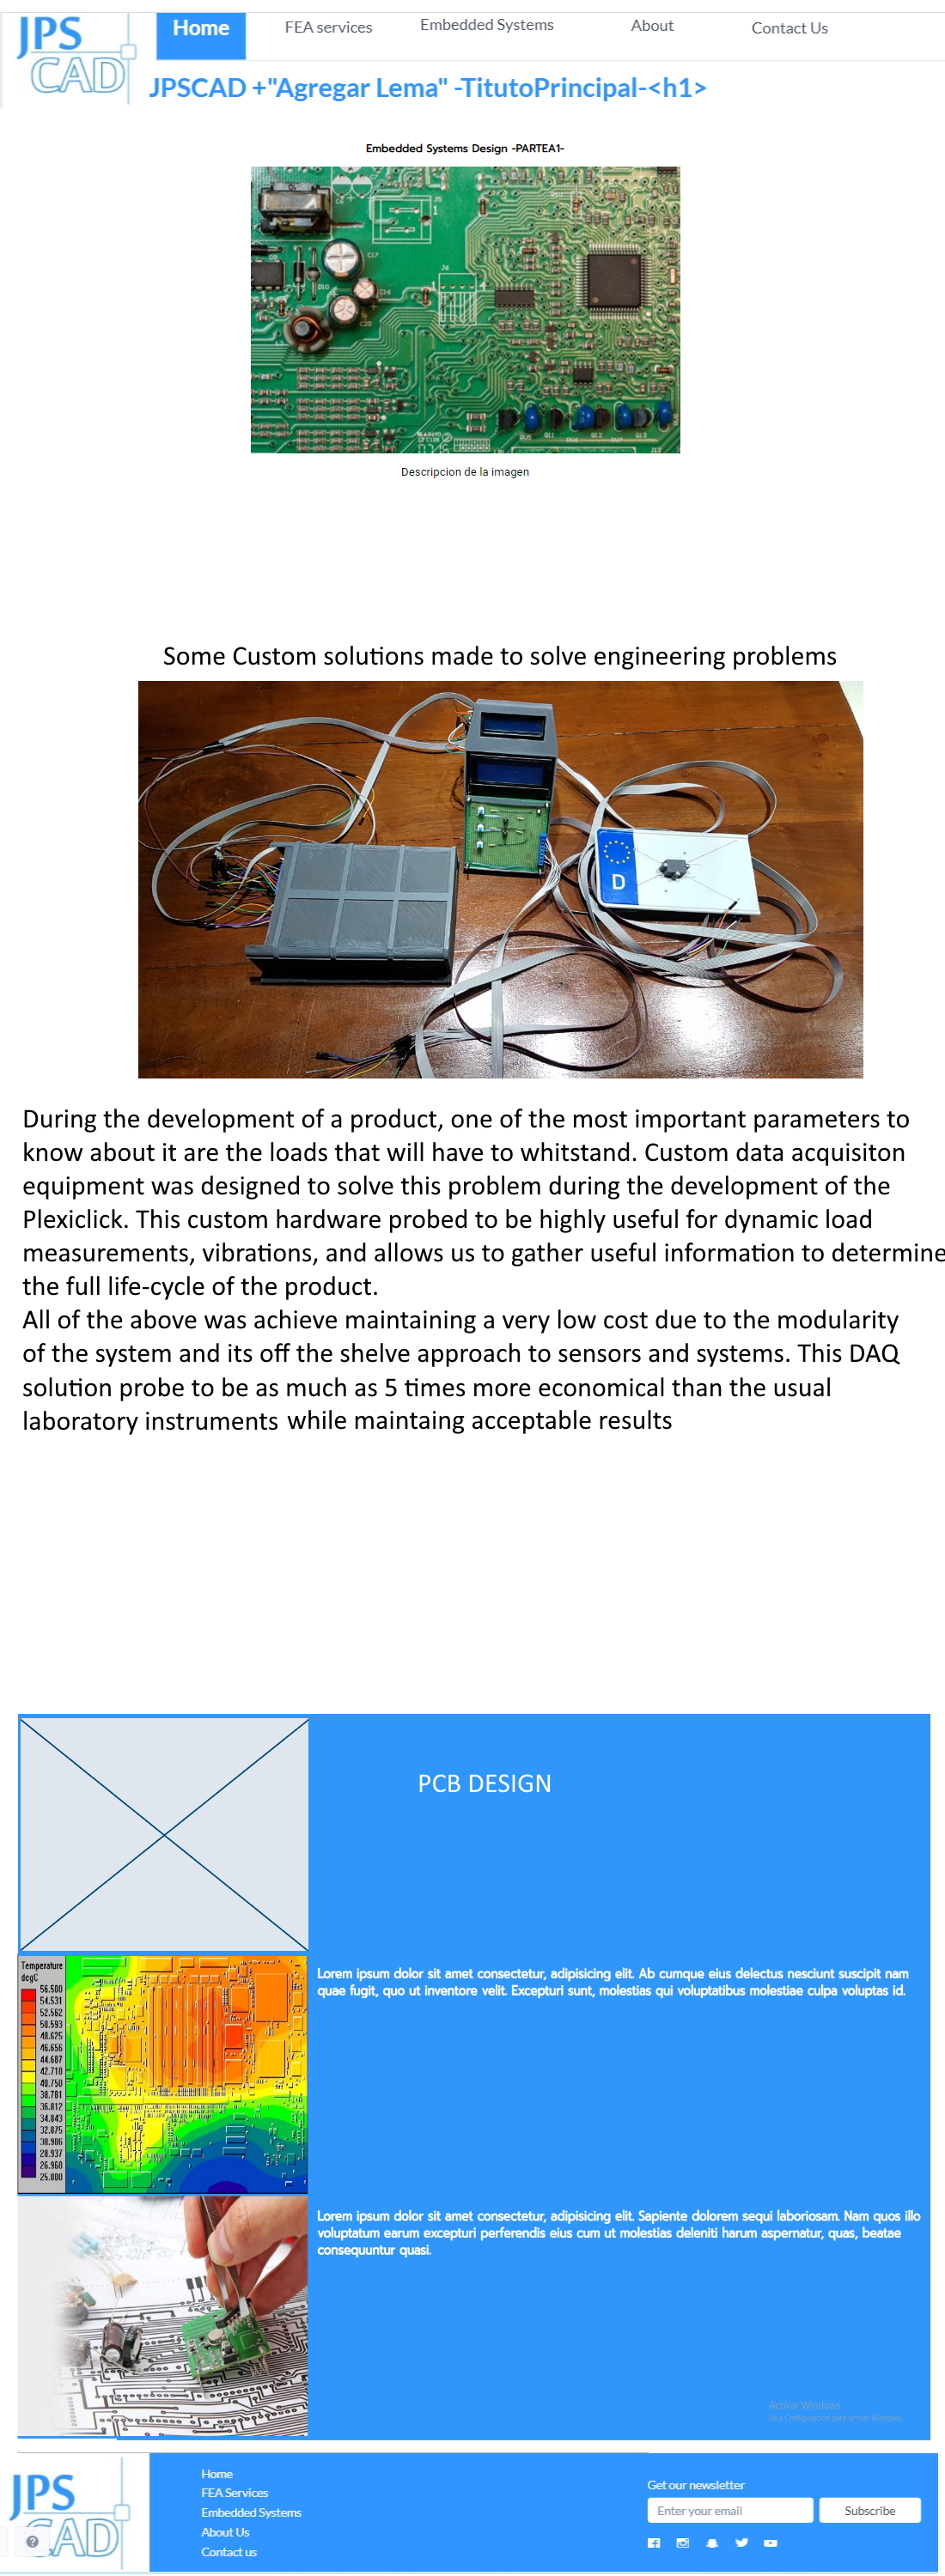 JPS
CAD
Home
FEA services
Embedded Systems
About
Contact Us
JPSCAD +"Agregar Lema" -TitutoPrincipal-<h1>
Embedded Systems Design -PARTEA1-
C17
J6
C16
C20
Descripcion de la imagen
Some Custom solutions made to solve engineering problems
D
During the development of a product, one of the most important parameters to
know about it are the loads that will have to whitstand. Custom data acquisiton
equipment was designed to solve this problem during the development of the
Plexiclick. This custom hardware probed to be highly useful for dynamic load
measurements, vibrations, and allows us to gather useful information to determine
the full life-cycle of the product.
All of the above was achieve maintaining a very low cost due to the modularity
of the system and its off the shelve approach to sensors and systems. This DAQ
solution probe to be as much as 5 times more economical than the usual
laboratory instruments while maintaing acceptable results
PCB DESIGN
Temperature
degC
56.500
54.531
52.562
50.593
48.625
46.656
44.687
42.718
40.750
38.781
36.812
34.843
32.875
30.906
28.937
26.968
25.000
Lorem ipsum dolor sit amet consectetur, adipisicing elit. Ab cumque eius delectus nesciunt suscipit nam
quae fugit, quo ut inventore velit. Excepturi sunt, molestias qui voluptatibus molestiae culpa voluptas id.
Lorem ipsum dolor sit amet consectetur, adipisicing elit. Sapiente dolorem sequi laboriosam. Nam quos illo
voluptatum earum excepturi perferendis eius cum ut molestias deleniti harum aspernatur, quas, beatae
consequuntur quasi.
Activar Windows
Ve a Configuración para activar Windows.
JPS
CAD
Home
FEA Services
Embedded Systems
About Us
Contact us
Get our newsletter
Enter your email
Subscribe